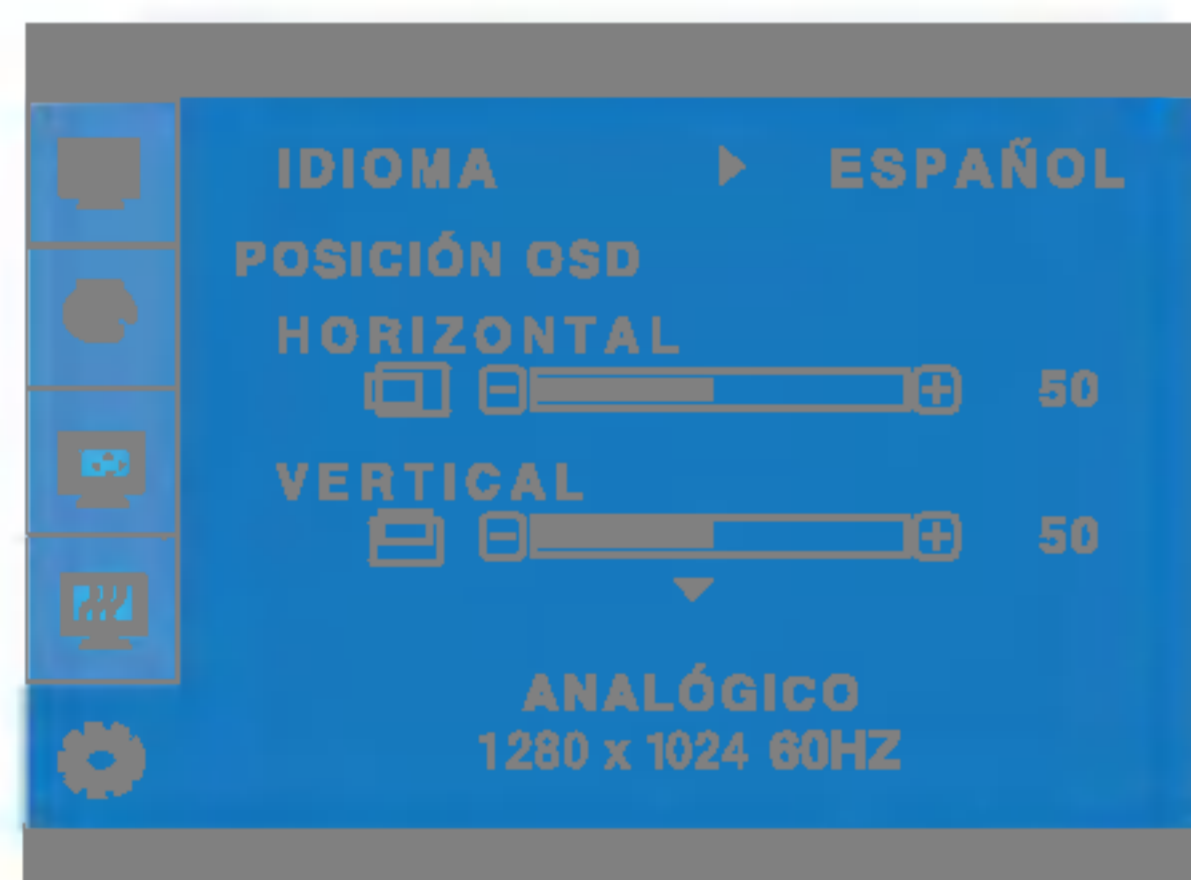 IDIOMA ESPAÑOL
POSICIÓN OSD
HORIZONTAL
50
VERTICAL
50
ANALÓGICO
1280 x 1024 60HZ